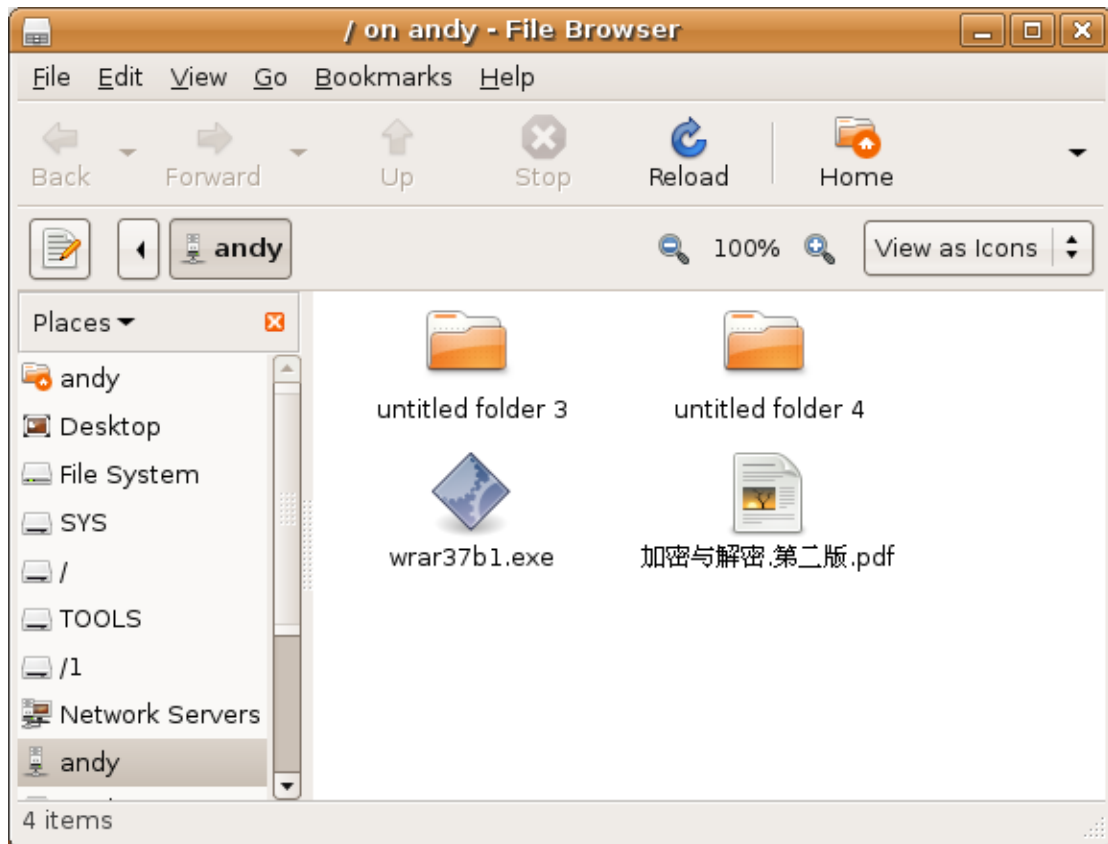 / on andy - File Browser
File Edit View Go Bookmarks Help
Back Forward Up Stop Reload Home
andy 100% View as Icons
Places
andy
Desktop
File System
SYS
/
TOOLS
/1
Network Servers
andy
untitled folder 3 untitled folder 4
wrar37b1.exe 加密与解密.第二版.pdf
4 items